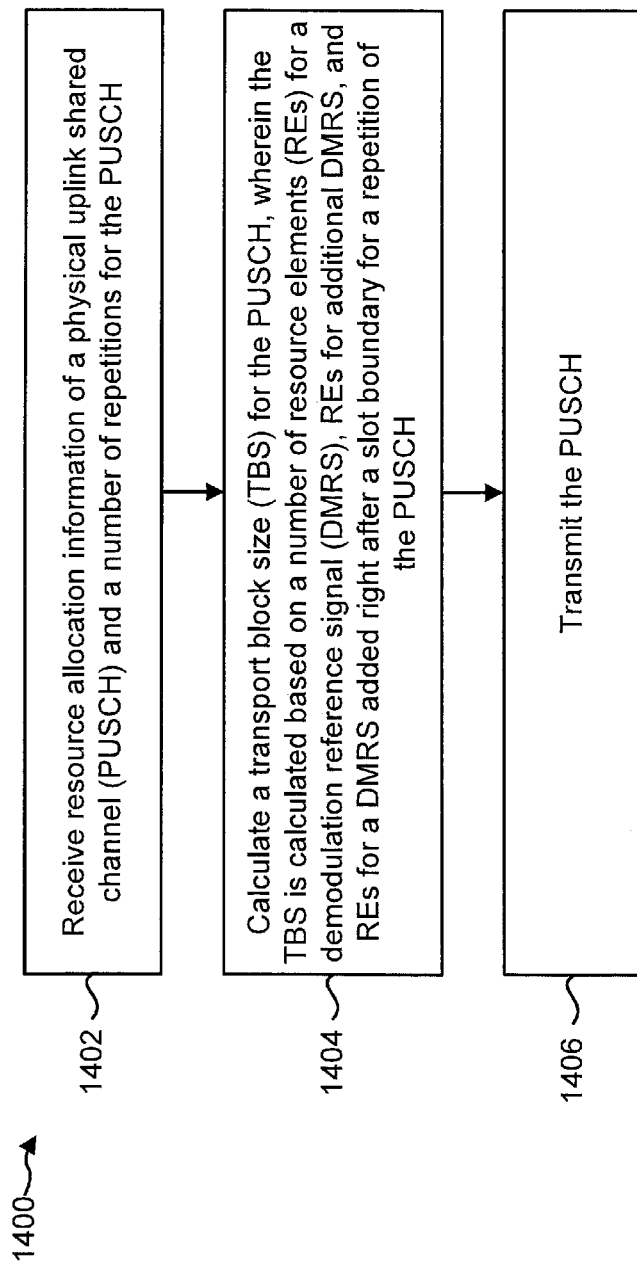 1400
1402
Receive resource allocation information of a physical uplink shared
channel (PUSCH) and a number of repetitions for the PUSCH
1404
Calculate a transport block size (TBS) for the PUSCH, wherein the
TBS is calculated based on a number of resource elements (REs) for a
demodulation reference signal (DMRS), REs for additional DMRS, and
REs for a DMRS added right after a slot boundary for a repetition of
the PUSCH
1406
Transmit the PUSCH